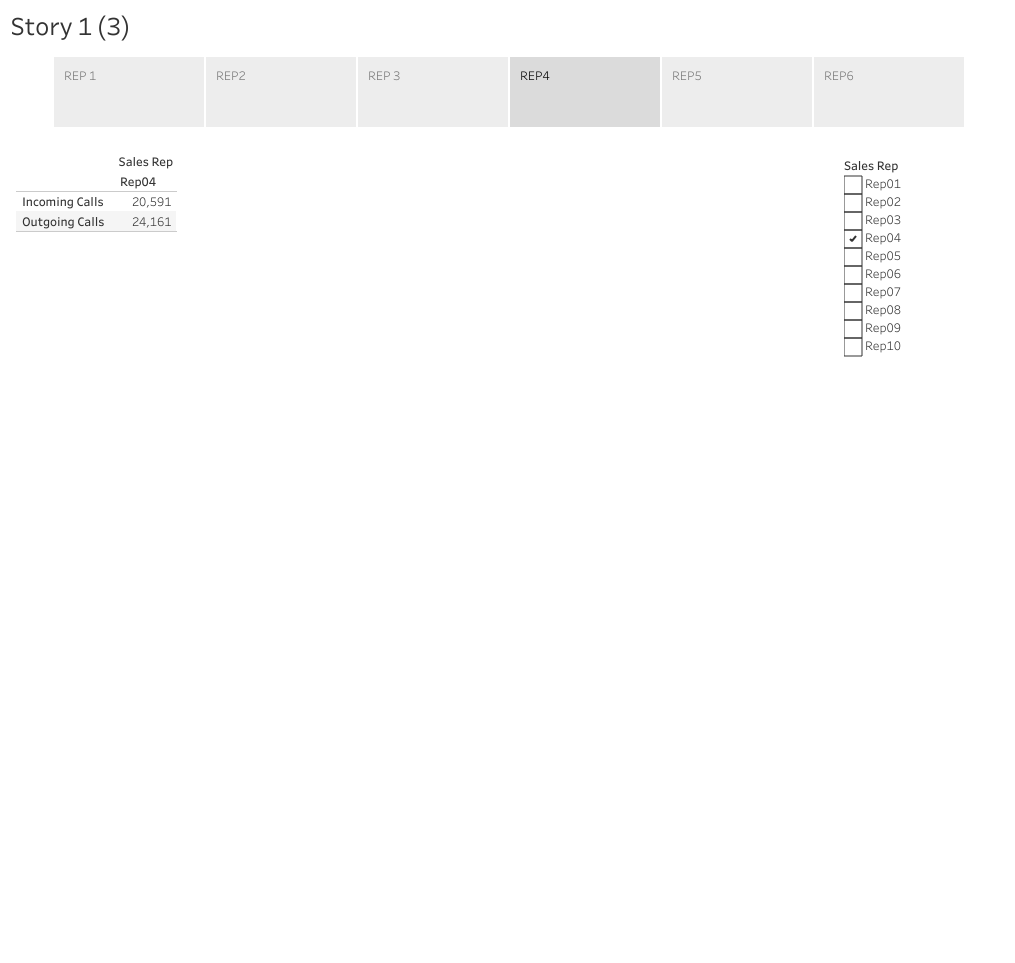 Story 1 (3)
REP 1
REP2
REP 3
REP4
REP5
REP6
Sales Rep
Rep04
Incoming Calls 20,591
Outgoing Calls 24,161
Sales Rep
Rep01
Rep02
Rep03
Rep04
Rep05
Rep06
Rep07
Rep08
Rep09
Rep10